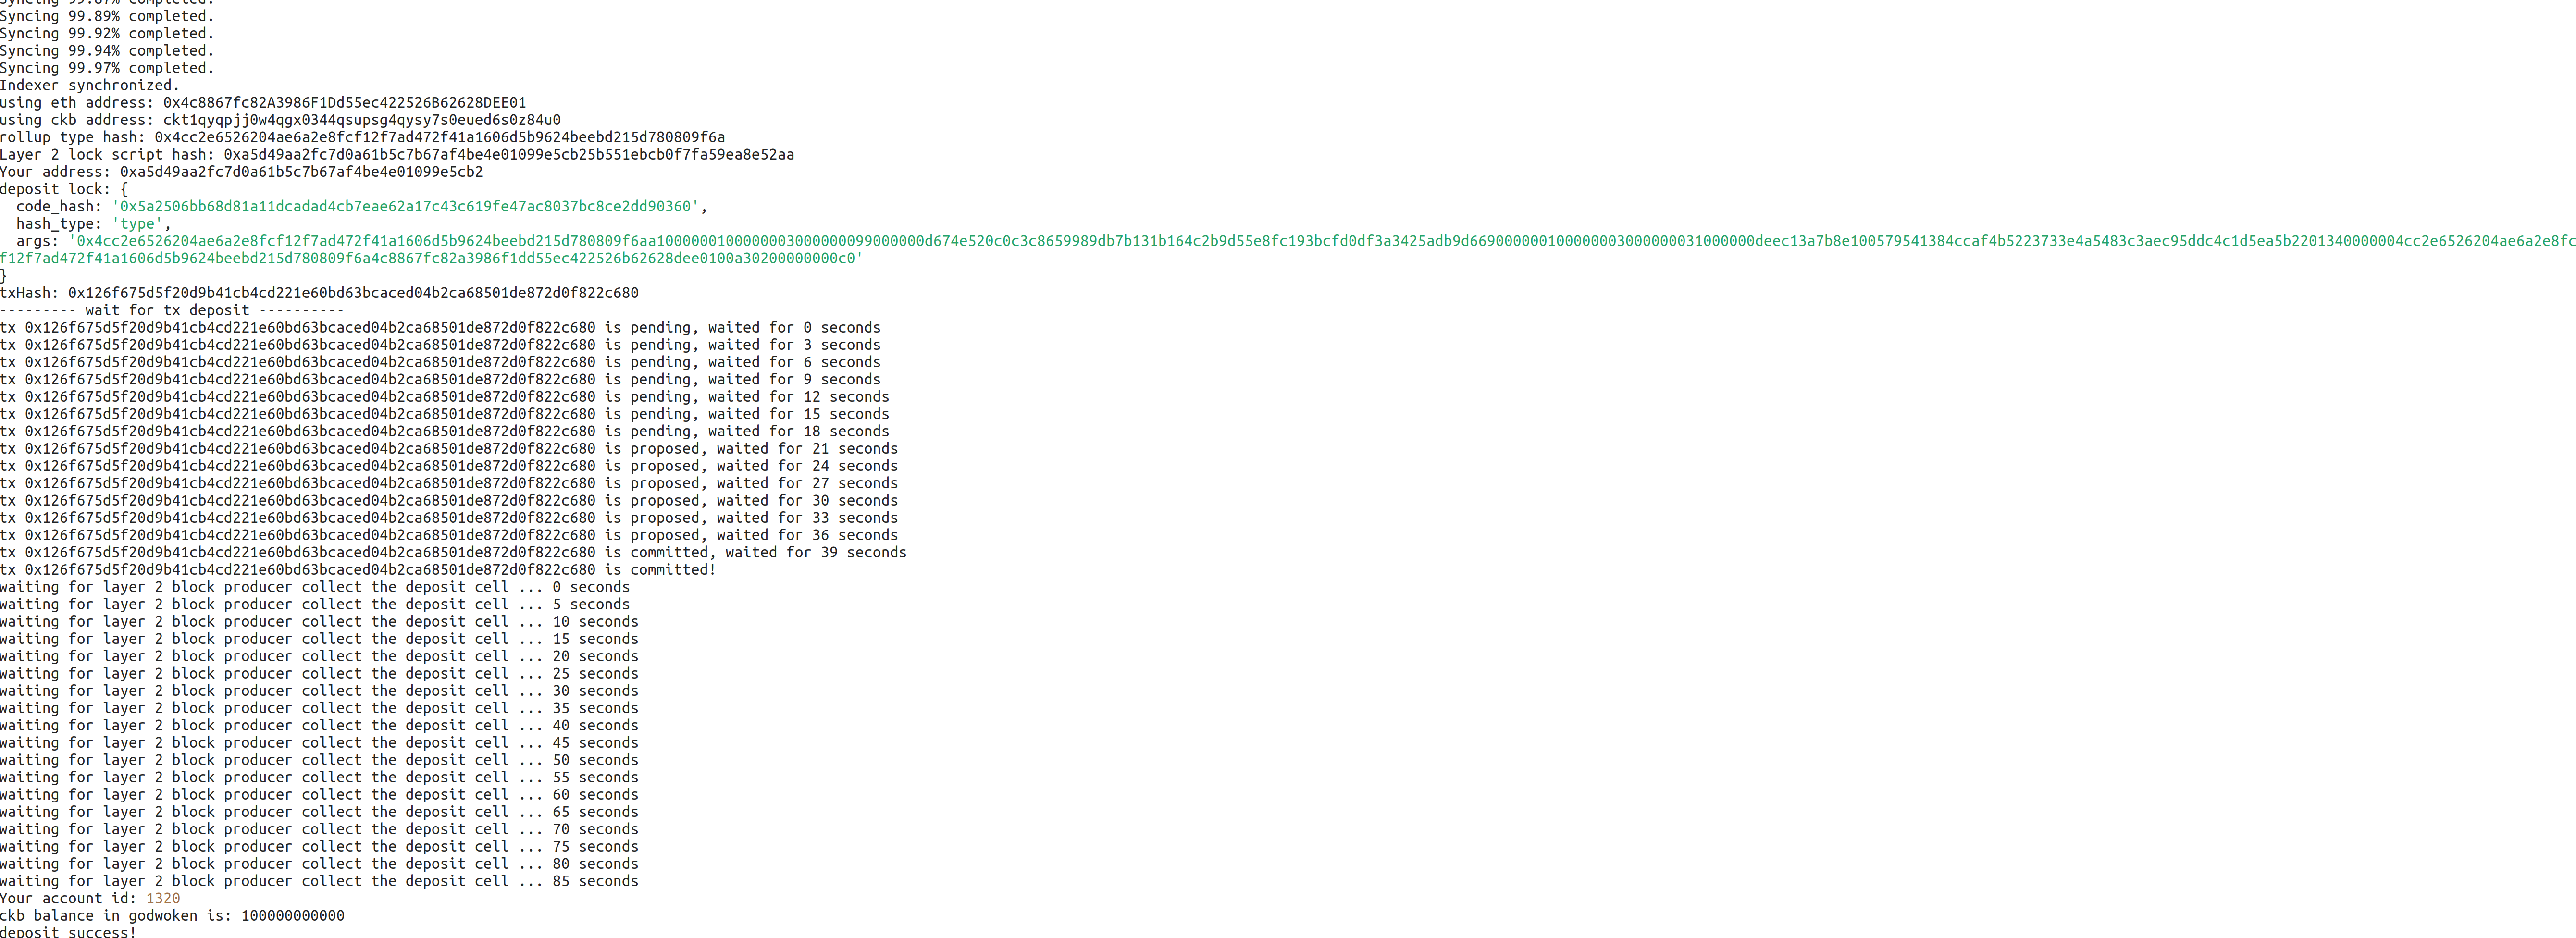 Syncing 99.87% completed.
Syncing 99.89% completed.
Syncing 99.92% completed.
Syncing 99.94% completed.
Syncing 99.97% completed.
Indexer synchronized.
using eth address: 0x4c8867fc82A3986F1Dd55ec422526B62628DEE01
using ckb address: ckt1qyqpjj0w4qgx0344qsupsg4qysy7s0eued6s0z84u0
rollup type hash: 0x4cc2e6526204ae6a2e8fcf12f7ad472f41a1606d5b9624beebd215d780809f6a
Layer 2 lock script hash: 0xa5d49aa2fc7d0a61b5c7b67af4be4e01099e5cb25b551ebcb0f7fa59ea8e52aa
Your address: 0xa5d49aa2fc7d0a61b5c7b67af4be4e01099e5cb2
deposit lock: {
  code_hash: '0x5a2506bb68d81a11dcadad4cb7eae62a17c43c619fe47ac8037bc8ce2dd90360',
  hash_type: 'type',
  args: '0x4cc2e6526204ae6a2e8fcf12f7ad472f41a1606d5b9624beebd215d780809f6aa10000001000000030000000990000000d674e520c0c3c8659989db7b131b164c2b9d55e8fc193bcfd0df3a3425adb9d6690000000100000003000000031000000deec13a7b8e100579541384ccaf4b5223733e4a5483c3aec95ddc4c1d5ea5b2201340000004cc2e6526204ae6a2e8fc
f12f7ad472f41a1606d5b9624beebd215d780809f6a4c8867fc82a3986f1dd55ec422526b62628dee0100a30200000000c0'
}
txHash: 0x126f675d5f20d9b41cb4cd221e60bd63bcaced04b2ca68501de872d0f822c680
--------- wait for tx deposit ----------
tx 0x126f675d5f20d9b41cb4cd221e60bd63bcaced04b2ca68501de872d0f822c680 is pending, waited for 0 seconds
tx 0x126f675d5f20d9b41cb4cd221e60bd63bcaced04b2ca68501de872d0f822c680 is pending, waited for 3 seconds
tx 0x126f675d5f20d9b41cb4cd221e60bd63bcaced04b2ca68501de872d0f822c680 is pending, waited for 6 seconds
tx 0x126f675d5f20d9b41cb4cd221e60bd63bcaced04b2ca68501de872d0f822c680 is pending, waited for 9 seconds
tx 0x126f675d5f20d9b41cb4cd221e60bd63bcaced04b2ca68501de872d0f822c680 is pending, waited for 12 seconds
tx 0x126f675d5f20d9b41cb4cd221e60bd63bcaced04b2ca68501de872d0f822c680 is pending, waited for 15 seconds
tx 0x126f675d5f20d9b41cb4cd221e60bd63bcaced04b2ca68501de872d0f822c680 is pending, waited for 18 seconds
tx 0x126f675d5f20d9b41cb4cd221e60bd63bcaced04b2ca68501de872d0f822c680 is proposed, waited for 21 seconds
tx 0x126f675d5f20d9b41cb4cd221e60bd63bcaced04b2ca68501de872d0f822c680 is proposed, waited for 24 seconds
tx 0x126f675d5f20d9b41cb4cd221e60bd63bcaced04b2ca68501de872d0f822c680 is proposed, waited for 27 seconds
tx 0x126f675d5f20d9b41cb4cd221e60bd63bcaced04b2ca68501de872d0f822c680 is proposed, waited for 30 seconds
tx 0x126f675d5f20d9b41cb4cd221e60bd63bcaced04b2ca68501de872d0f822c680 is proposed, waited for 33 seconds
tx 0x126f675d5f20d9b41cb4cd221e60bd63bcaced04b2ca68501de872d0f822c680 is proposed, waited for 36 seconds
tx 0x126f675d5f20d9b41cb4cd221e60bd63bcaced04b2ca68501de872d0f822c680 is committed, waited for 39 seconds
tx 0x126f675d5f20d9b41cb4cd221e60bd63bcaced04b2ca68501de872d0f822c680 is committed!
waiting for layer 2 block producer collect the deposit cell ... 0 seconds
waiting for layer 2 block producer collect the deposit cell ... 5 seconds
waiting for layer 2 block producer collect the deposit cell ... 10 seconds
waiting for layer 2 block producer collect the deposit cell ... 15 seconds
waiting for layer 2 block producer collect the deposit cell ... 20 seconds
waiting for layer 2 block producer collect the deposit cell ... 25 seconds
waiting for layer 2 block producer collect the deposit cell ... 30 seconds
waiting for layer 2 block producer collect the deposit cell ... 35 seconds
waiting for layer 2 block producer collect the deposit cell ... 40 seconds
waiting for layer 2 block producer collect the deposit cell ... 45 seconds
waiting for layer 2 block producer collect the deposit cell ... 50 seconds
waiting for layer 2 block producer collect the deposit cell ... 55 seconds
waiting for layer 2 block producer collect the deposit cell ... 60 seconds
waiting for layer 2 block producer collect the deposit cell ... 65 seconds
waiting for layer 2 block producer collect the deposit cell ... 70 seconds
waiting for layer 2 block producer collect the deposit cell ... 75 seconds
waiting for layer 2 block producer collect the deposit cell ... 80 seconds
waiting for layer 2 block producer collect the deposit cell ... 85 seconds
Your account id: 1320
ckb balance in godwoken is: 100000000000
deposit success!